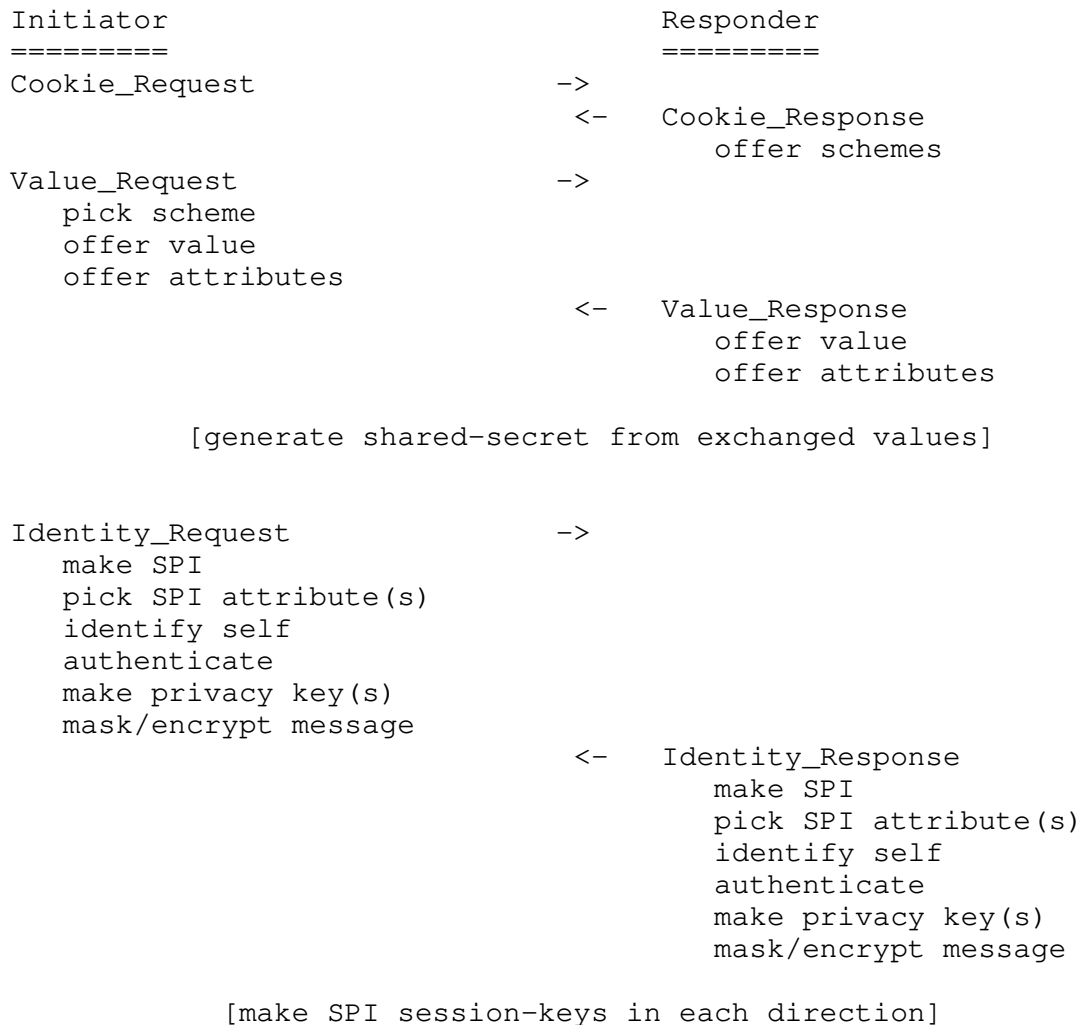 Initiator                             Responder
=========                             =========
Cookie_Request                 ->
                                <-    Cookie_Response
                                         offer schemes
Value_Request                  ->
   pick scheme
   offer value
   offer attributes
                                <-    Value_Response
                                         offer value
                                         offer attributes
          [generate shared-secret from exchanged values]
Identity_Request               ->
   make SPI
   pick SPI attribute(s)
   identify self
   authenticate
   make privacy key(s)
   mask/encrypt message
                                <-    Identity_Response
                                         make SPI
                                         pick SPI attribute(s)
                                         identify self
                                         authenticate
                                         make privacy key(s)
                                         mask/encrypt message
            [make SPI session-keys in each direction]